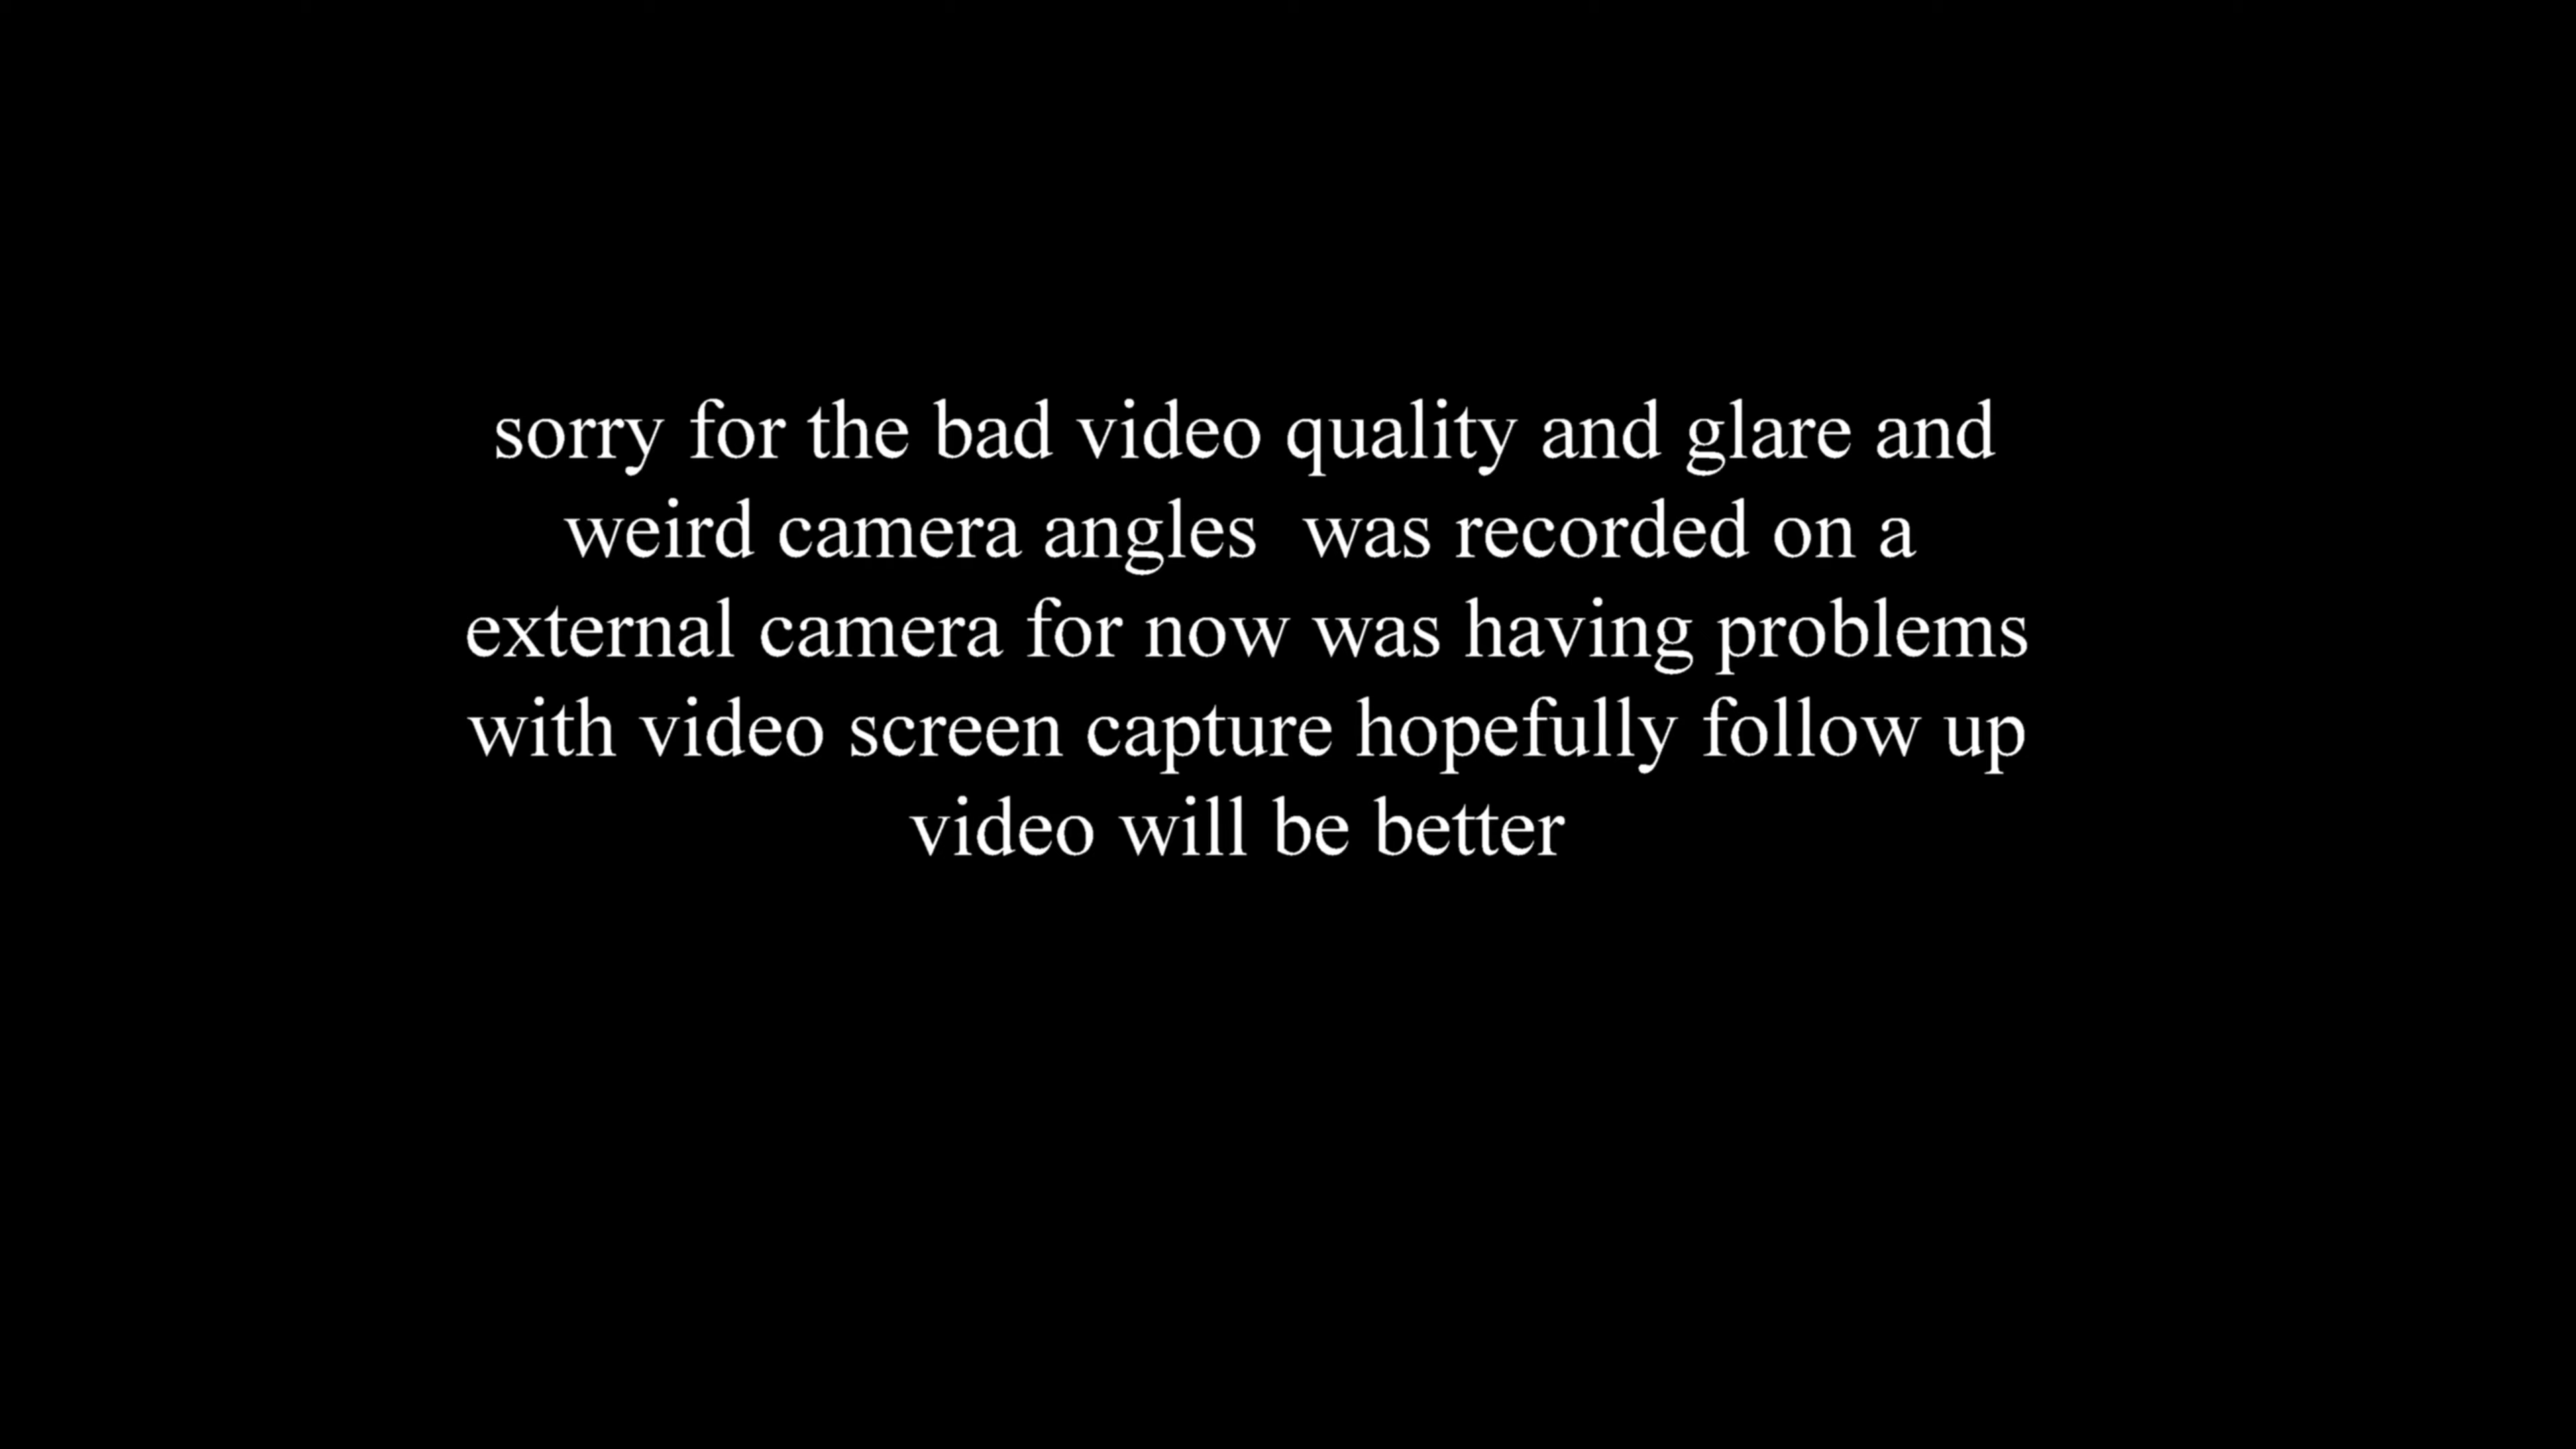 sorry for the bad video quality and glare and
weird camera angles  was recorded on a
external camera for now was having problems
with video screen capture hopefully follow up
video will be better